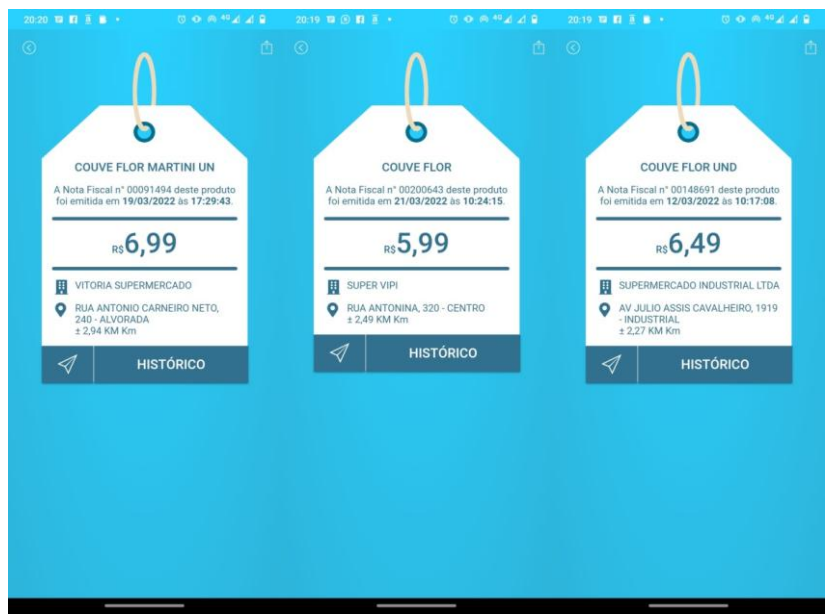 20:20
4G
COUVE FLOR MARTINI UN
A Nota Fiscal n° 00091494 deste produto
foi emitida em 19/03/2022 às 17:29:43.
R$6,99
VITORIA SUPERMERCADO
RUA ANTONIO CARNEIRO NETO,
240 - ALVORADA
± 2,94 KM Km
HISTÓRICO
20:19
4G
COUVE FLOR
A Nota Fiscal n° 00200643 deste produto
foi emitida em 21/03/2022 às 10:24:15.
R$5,99
SUPER VIPI
RUA ANTONINA, 320 - CENTRO
± 2,49 KM Km
HISTÓRICO
20:19
4G
COUVE FLOR UND
A Nota Fiscal n° 00148691 deste produto
foi emitida em 12/03/2022 às 10:17:08.
R$6,49
SUPERMERCADO INDUSTRIAL LTDA
AV JULIO ASSIS CAVALHEIRO, 1919
- INDUSTRIAL
± 2,27 KM Km
HISTÓRICO